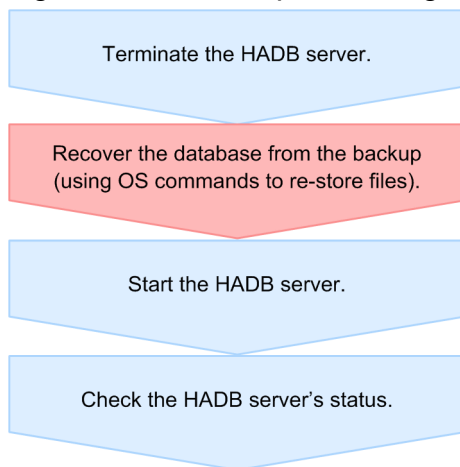 Terminate the HADB server.
Recover the database from the backup
(using OS commands to re-store files).
Start the HADB server.
Check the HADB server's status.